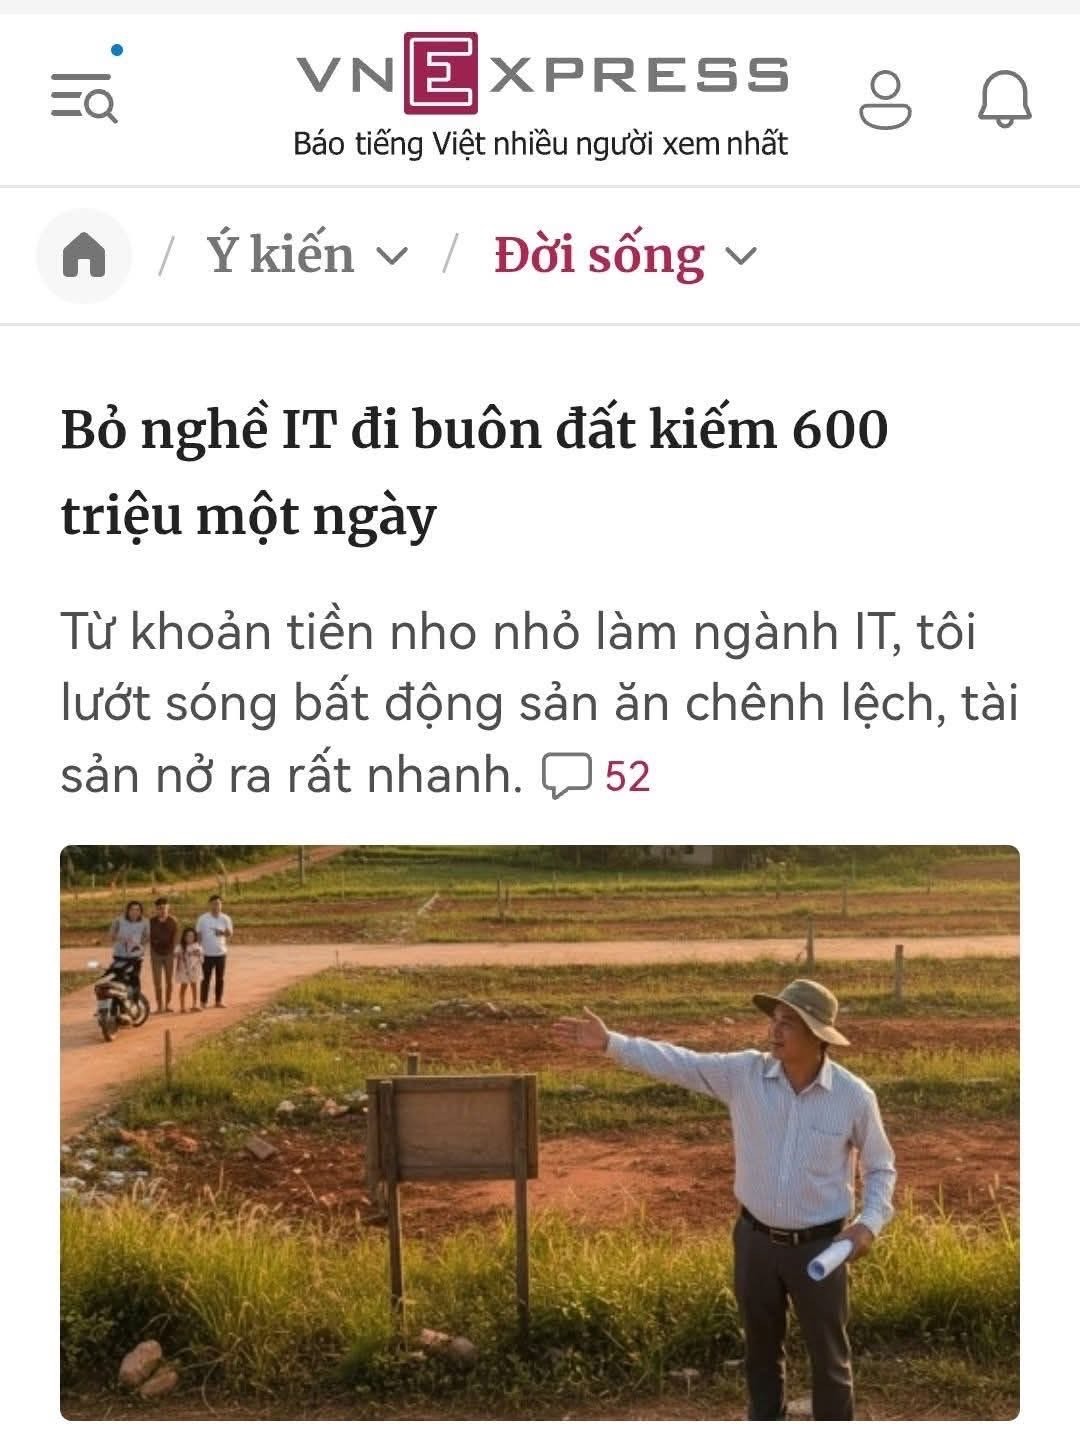 VNEXPRESS
Báo tiếng Việt nhiều người xem nhất
/ Ý kiến / Đời sống
Bỏ nghề IT đi buôn đất kiếm 600
triệu một ngày
Từ khoản tiền nho nhỏ làm ngành IT, tôi
lướt sóng bất động sản ăn chênh lệch, tài
sản nở ra rất nhanh. 52